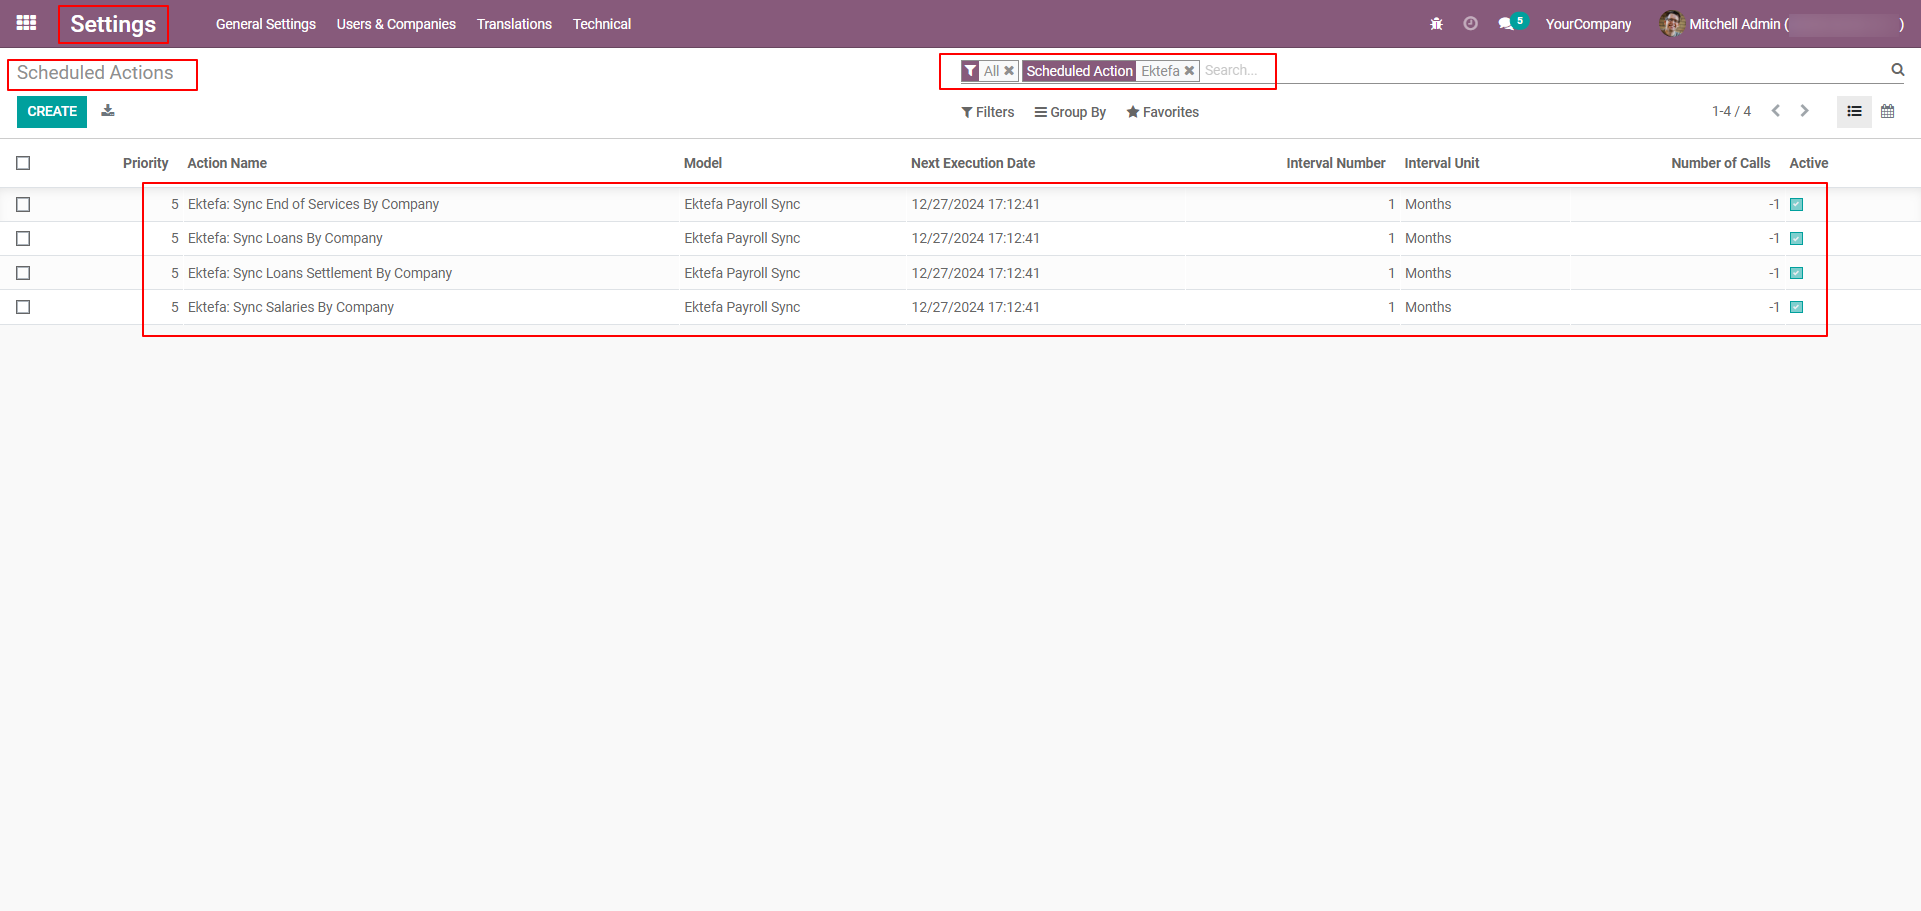 Settings General Settings Users & Companies Translations Technical 5 YourCompany Mitchell Admin ( )
Scheduled Actions All Scheduled Action Ektefa Search...
CREATE Filters Group By Favorites 1-4 / 4
Priority Action Name Model Next Execution Date Interval Number Interval Unit Number of Calls Active
5 Ektefa: Sync End of Services By Company Ektefa Payroll Sync 12/27/2024 17:12:41 1 Months -1
5 Ektefa: Sync Loans By Company Ektefa Payroll Sync 12/27/2024 17:12:41 1 Months -1
5 Ektefa: Sync Loans Settlement By Company Ektefa Payroll Sync 12/27/2024 17:12:41 1 Months -1
5 Ektefa: Sync Salaries By Company Ektefa Payroll Sync 12/27/2024 17:12:41 1 Months -1